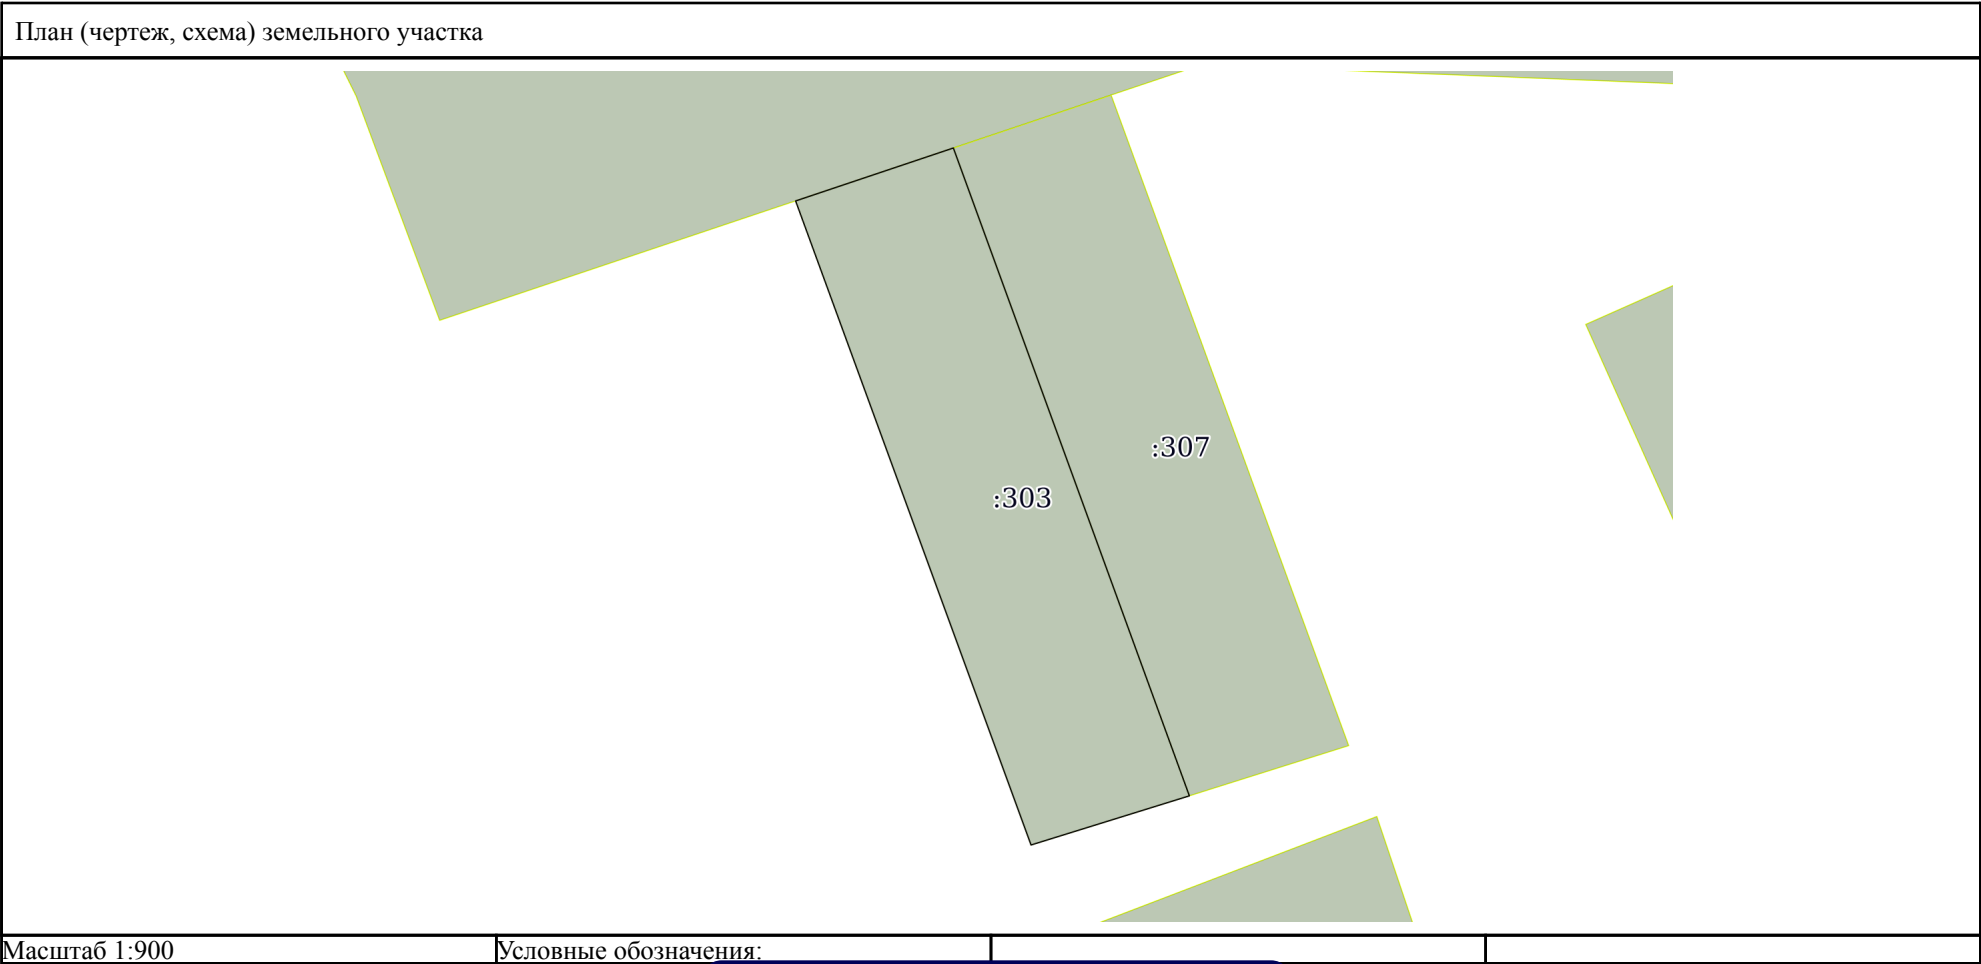 План (чертеж, схема) земельного участка
:307
:303
Масштаб 1:900
Условные обозначения: